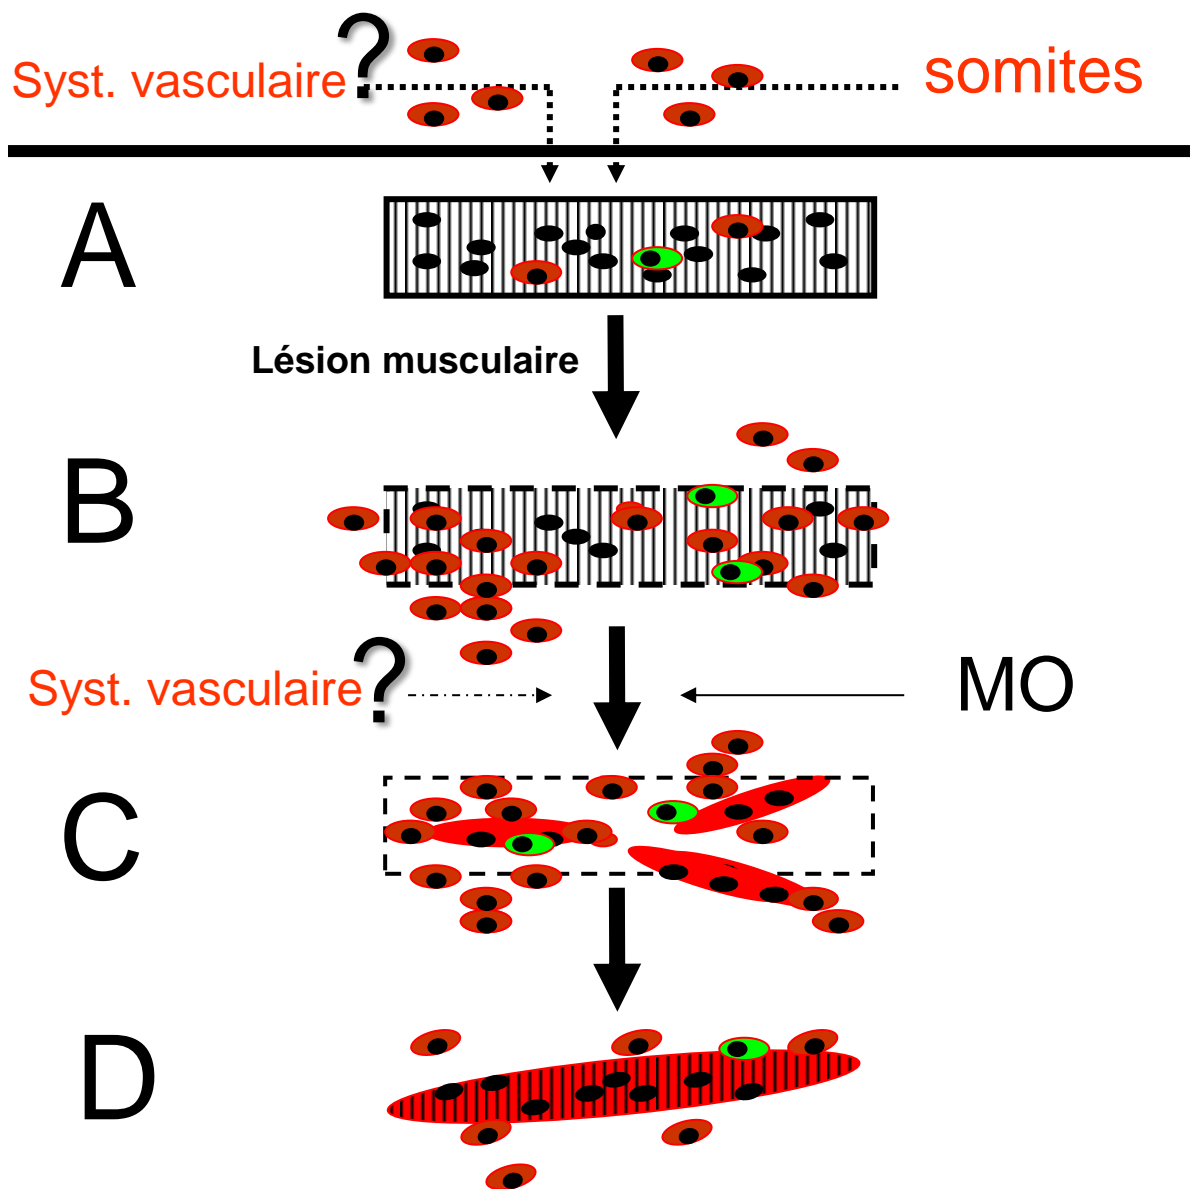 Syst. vasculaire ? somites
A
Lésion musculaire
B
Syst. vasculaire ? MO
C
D